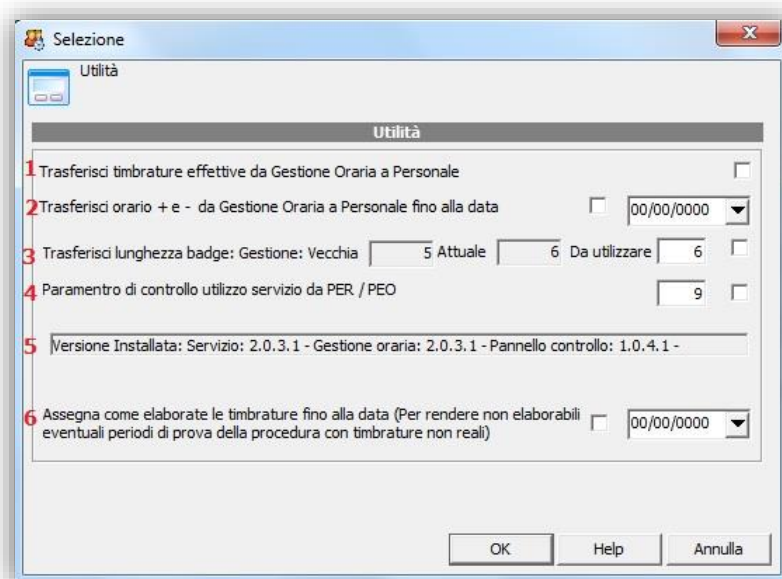 Selezione
Utilità
Utilità
1 Trasferisci timbrature effettive da Gestione Oraria a Personale
2 Trasferisci orario + e - da Gestione Oraria a Personale fino alla data 00/00/0000
3 Trasferisci lunghezza badge: Gestione: Vecchia 5 Attuale 6 Da utilizzare 6
4 Paramentro di controllo utilizzo servizio da PER / PEO 9
5 Versione Installata: Servizio: 2.0.3.1 - Gestione oraria: 2.0.3.1 - Pannello controllo: 1.0.4.1 -
6 Assegna come elaborate le timbrature fino alla data (Per rendere non elaborabili
eventuali periodi di prova della procedura con timbrature non reali) 00/00/0000
OK Help Annulla